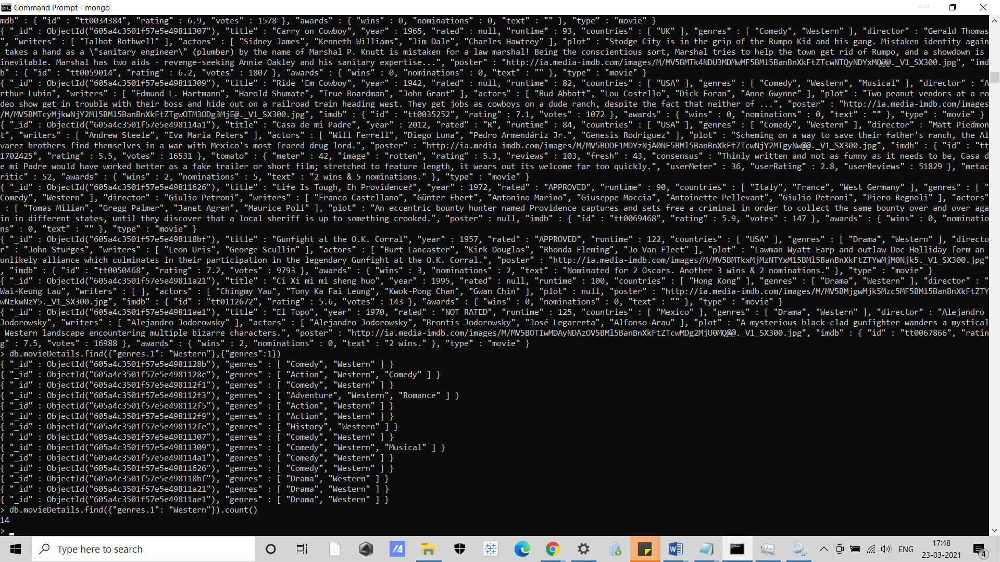 Command Prompt - mongo
mdb" : { "id" : "tt0034384", "rating" : 6.9, "votes" : 1578 }, "awards" : { "wins" : 0, "nominations" : 0, "text" : "" }, "type" : "movie" }
{ "_id" : ObjectId("605a4c3501f57e5e49811307"), "title" : "Carry on Cowboy", "year" : 1965, "rated" : null, "runtime" : 93, "countries" : [ "UK" ], "genres" : [ "Comedy", "Western" ], "director" : "Gerald Thomas
", "writers" : [ "Talbot Rothwell" ], "actors" : [ "Sidney James", "Kenneth Williams", "Jim Dale", "Charles Hawtrey" ], "plot" : "Stodge City is in the grip of the Rumpo Kid and his gang. Mistaken identity again
takes a hand as a \"sanitary engineer\" (plumber) by the name of Marshal P. Knutt is mistaken for a law marshal! Being the conscientious sort, Marshal tries to help the town get rid of Rumpo, and a showdown is
inevitable. Marshal has two aids - revenge-seeking Annie Oakley and his sanitary expertise...", "poster" : "http://ia.media-imdb.com/images/M/MV5BMTk4NDU3MDMwMF5BMl5BanBnXkFtZTcwNTQyNDYxMQ@@._V1_SX300.jpg", "imd
b" : { "id" : "tt0059014", "rating" : 6.2, "votes" : 1807 }, "awards" : { "wins" : 0, "nominations" : 0, "text" : "" }, "type" : "movie" }
{ "_id" : ObjectId("605a4c3501f57e5e49811309"), "title" : "Ride 'Em Cowboy", "year" : 1942, "rated" : null, "runtime" : 82, "countries" : [ "USA" ], "genres" : [ "Comedy", "Western", "Musical" ], "director" : "A
rthur Lubin", "writers" : [ "Edmund L. Hartmann", "Harold Shumate", "True Boardman", "John Grant" ], "actors" : [ "Bud Abbott", "Lou Costello", "Dick Foran", "Anne Gwynne" ], "plot" : "Two peanut vendors at a ro
deo show get in trouble with their boss and hide out on a railroad train heading west. They get jobs as cowboys on a dude ranch, despite the fact that neither of ...", "poster" : "http://ia.media-imdb.com/images
/M/MV5BMTcyMjkwNjY2Ml5BMl5BanBnXkFtZTgwOTM3ODg3MjE@._V1_SX300.jpg", "imdb" : { "id" : "tt0035252", "rating" : 7.1, "votes" : 1072 }, "awards" : { "wins" : 0, "nominations" : 0, "text" : "" }, "type" : "movie" }
{ "_id" : ObjectId("605a4c3501f57e5e498114a1"), "title" : "Casa de mi Padre", "year" : 2012, "rated" : "R", "runtime" : 84, "countries" : [ "USA" ], "genres" : [ "Comedy", "Western" ], "director" : "Matt Piedmon
t", "writers" : [ "Andrew Steele", "Eva Maria Peters" ], "actors" : [ "Will Ferrell", "Diego Luna", "Pedro Armendáriz Jr.", "Genesis Rodriguez" ], "plot" : "Scheming on a way to save their father's ranch, the Al
varez brothers find themselves in a war with Mexico's most feared drug lord.", "poster" : "http://ia.media-imdb.com/images/M/MV5BODE1MDYzNjA0NF5BMl5BanBnXkFtZTcwNjY2MTgyNw@@._V1_SX300.jpg", "imdb" : { "id" : "tt
1702425", "rating" : 5.5, "votes" : 16531 }, "tomato" : { "meter" : 42, "image" : "rotten", "rating" : 5.3, "reviews" : 103, "fresh" : 43, "consensus" : "Thinly written and not as funny as it needs to be, Casa d
e mi Padre would have worked better as a fake trailer or short film; stretched to feature length, it wears out its welcome far too quickly.", "userMeter" : 36, "userRating" : 2.8, "userReviews" : 51829 }, "metac
ritic" : 52, "awards" : { "wins" : 2, "nominations" : 5, "text" : "2 wins & 5 nominations." }, "type" : "movie" }
{ "_id" : ObjectId("605a4c3501f57e5e49811626"), "title" : "Life Is Tough, Eh Providence?", "year" : 1972, "rated" : "APPROVED", "runtime" : 90, "countries" : [ "Italy", "France", "West Germany" ], "genres" : [ "
Comedy", "Western" ], "director" : "Giulio Petroni", "writers" : [ "Franco Castellano", "Günter Ebert", "Antonino Marino", "Giuseppe Moccia", "Antoinette Pellevant", "Giulio Petroni", "Piero Regnoli" ], "actors"
: [ "Tomas Milian", "Gregg Palmer", "Janet Agren", "Maurice Poli" ], "plot" : "An eccentric bounty hunter named Providence captures and sets free a criminal in order to collect the same bounty over and over aga
in in different states, until they discover that a local sheriff is up to something crooked.", "poster" : null, "imdb" : { "id" : "tt0069468", "rating" : 5.9, "votes" : 147 }, "awards" : { "wins" : 0, "nominatio
ns" : 0, "text" : "" }, "type" : "movie" }
{ "_id" : ObjectId("605a4c3501f57e5e498118bf"), "title" : "Gunfight at the O.K. Corral", "year" : 1957, "rated" : "APPROVED", "runtime" : 122, "countries" : [ "USA" ], "genres" : [ "Drama", "Western" ], "directo
r" : "John Sturges", "writers" : [ "Leon Uris", "George Scullin" ], "actors" : [ "Burt Lancaster", "Kirk Douglas", "Rhonda Fleming", "Jo Van Fleet" ], "plot" : "Lawman Wyatt Earp and outlaw Doc Holliday form an
unlikely alliance which culminates in their participation in the legendary Gunfight at the O.K. Corral.", "poster" : "http://ia.media-imdb.com/images/M/MV5BMTkxMjMzNTYxM15BMl5BanBnXkFtZTYwMjM0Njk5._V1_SX300.jpg"
, "imdb" : { "id" : "tt0050468", "rating" : 7.2, "votes" : 9793 }, "awards" : { "wins" : 3, "nominations" : 2, "text" : "Nominated for 2 Oscars. Another 3 wins & 2 nominations." }, "type" : "movie" }
{ "_id" : ObjectId("605a4c3501f57e5e49811a21"), "title" : "Ci Xi mi mi sheng huo", "year" : 1995, "rated" : null, "runtime" : 100, "countries" : [ "Hong Kong" ], "genres" : [ "Drama", "Western" ], "director" : "
Wai-Keung Lau", "writers" : [ ], "actors" : [ "Chingmy Yau", "Tony Ka Fai Leung", "Kwok-Pong Chan", "Gwan Chin" ], "plot" : null, "poster" : "http://ia.media-imdb.com/images/M/MV5BMjgwMjk5Mzc5MF5BMl5BanBnXkFtZTY
wNzkwNzY5._V1_SX300.jpg", "imdb" : { "id" : "tt0112672", "rating" : 5.6, "votes" : 143 }, "awards" : { "wins" : 0, "nominations" : 0, "text" : "" }, "type" : "movie" }
{ "_id" : ObjectId("605a4c3501f57e5e49811ae1"), "title" : "El Topo", "year" : 1970, "rated" : "NOT RATED", "runtime" : 125, "countries" : [ "Mexico" ], "genres" : [ "Drama", "Western" ], "director" : "Alejandro
Jodorowsky", "writers" : [ "Alejandro Jodorowsky" ], "actors" : [ "Alejandro Jodorowsky", "Brontis Jodorowsky", "José Legarreta", "Alfonso Arau" ], "plot" : "A mysterious black-clad gunfighter wanders a mystical
Western landscape encountering multiple bizarre characters.", "poster" : "http://ia.media-imdb.com/images/M/MV5BOTIwMDAyNDAzOV5BMl5BanBnXkFtZTcwMDg2MjU0MQ@@._V1_SX300.jpg", "imdb" : { "id" : "tt0067866", "ratin
g" : 7.5, "votes" : 16988 }, "awards" : { "wins" : 2, "nominations" : 0, "text" : "2 wins." }, "type" : "movie" }
> db.movieDetails.find({"genres.1": "Western"},{"genres":1})
{ "_id" : ObjectId("605a4c3501f57e5e4981128b"), "genres" : [ "Comedy", "Western" ] }
{ "_id" : ObjectId("605a4c3501f57e5e4981128c"), "genres" : [ "Action", "Western", "Comedy" ] }
{ "_id" : ObjectId("605a4c3501f57e5e498112f1"), "genres" : [ "Comedy", "Western" ] }
{ "_id" : ObjectId("605a4c3501f57e5e498112f3"), "genres" : [ "Adventure", "Western", "Romance" ] }
{ "_id" : ObjectId("605a4c3501f57e5e498112f5"), "genres" : [ "Action", "Western" ] }
{ "_id" : ObjectId("605a4c3501f57e5e498112f9"), "genres" : [ "Action", "Western" ] }
{ "_id" : ObjectId("605a4c3501f57e5e498112fe"), "genres" : [ "History", "Western" ] }
{ "_id" : ObjectId("605a4c3501f57e5e49811307"), "genres" : [ "Comedy", "Western" ] }
{ "_id" : ObjectId("605a4c3501f57e5e49811309"), "genres" : [ "Comedy", "Western", "Musical" ] }
{ "_id" : ObjectId("605a4c3501f57e5e498114a1"), "genres" : [ "Comedy", "Western" ] }
{ "_id" : ObjectId("605a4c3501f57e5e49811626"), "genres" : [ "Comedy", "Western" ] }
{ "_id" : ObjectId("605a4c3501f57e5e498118bf"), "genres" : [ "Drama", "Western" ] }
{ "_id" : ObjectId("605a4c3501f57e5e49811a21"), "genres" : [ "Drama", "Western" ] }
{ "_id" : ObjectId("605a4c3501f57e5e49811ae1"), "genres" : [ "Drama", "Western" ] }
> db.movieDetails.find({"genres.1": "Western"}).count()
14
>
Type here to search
ENG
17:48
23-03-2021
4